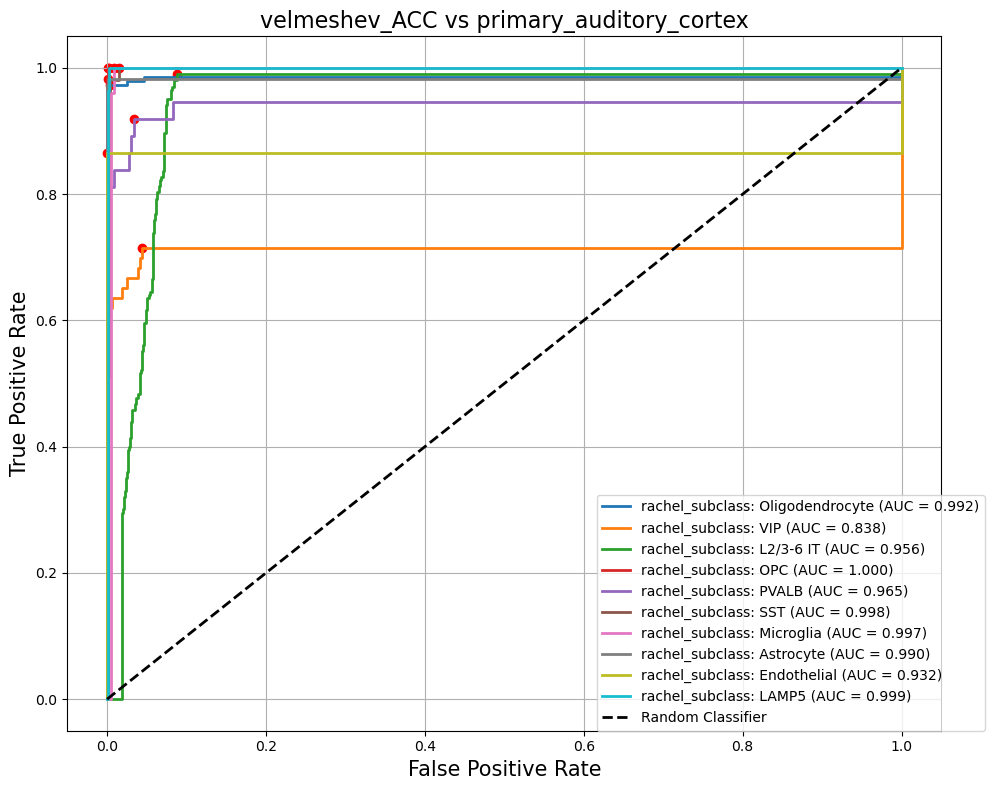 velmeshev_ACC vs primary_auditory_cortex
True Positive Rate
1.0
0.8
0.6
0.4
0.2
0.0
rachel_subclass: Oligodendrocyte (AUC = 0.992)
rachel_subclass: VIP (AUC = 0.838)
rachel_subclass: L2/3-6 IT (AUC = 0.956)
rachel_subclass: OPC (AUC = 1.000)
rachel_subclass: PVALB (AUC = 0.965)
rachel_subclass: SST (AUC = 0.998)
rachel_subclass: Microglia (AUC = 0.997)
rachel_subclass: Astrocyte (AUC = 0.990)
rachel_subclass: Endothelial (AUC = 0.932)
rachel_subclass: LAMP5 (AUC = 0.999)
Random Classifier
0.0 0.2 0.4 0.6 0.8 1.0
False Positive Rate